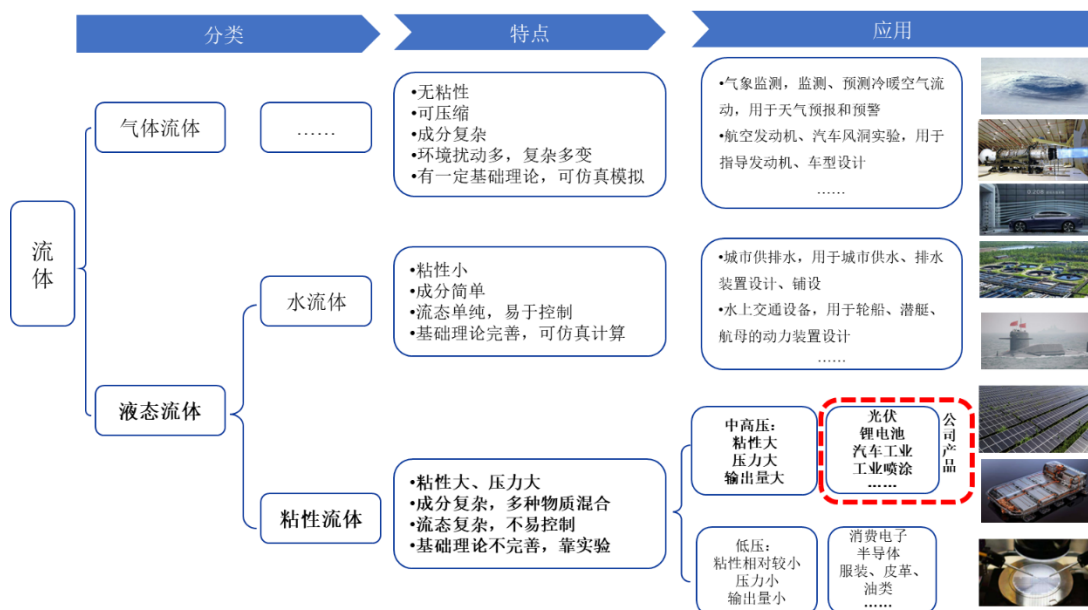 分类
特点
应用
流
体
气体流体
……
•无粘性
•可压缩
•成分复杂
•环境扰动多，复杂多变
•有一定基础理论，可仿真模拟
•气象监测，监测、预测冷暖空气流
动，用于天气预报和预警
•航空发动机、汽车风洞实验，用于
指导发动机、车型设计
……
液态流体
水流体
•粘性小
•成分简单
•流态单纯，易于控制
•基础理论完善，可仿真计算
•城市供排水，用于城市供水、排水
装置设计、铺设
•水上交通设备，用于轮船、潜艇、
航母的动力装置设计
……
粘性流体
•粘性大、压力大
•成分复杂，多种物质混合
•流态复杂，不易控制
•基础理论不完善，靠实验
中高压：
粘性大
压力大
输出量大
光伏
锂电池
汽车工业
工业喷涂
……
公
司
产
品
低压：
粘性相对较小
压力小
输出量小
消费电子
半导体
服装、皮革、
油类
……